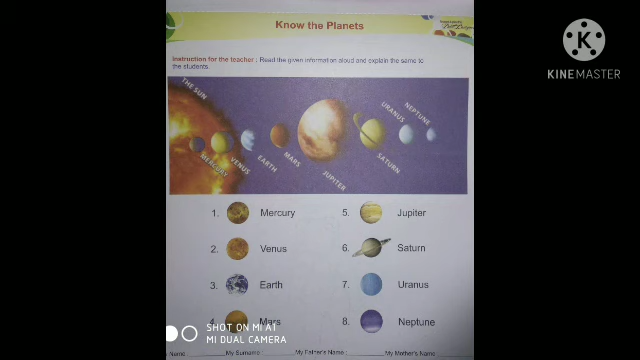 Know the Planets
KINEMASTER
Instruction for the teacher : Read the given information aloud and explain the same to
the students.
THE SUN
MERCURY
VENUS
EARTH
MARS
JUPITER
SATURN
URANUS
NEPTUNE
1. Mercury
5. Jupiter
2. Venus
6. Saturn
3. Earth
7. Uranus
4. Mars
8. Neptune
SHOT ON MI A1
MI DUAL CAMERA
Name My Surname : My Father's Name : My Mother's Name :